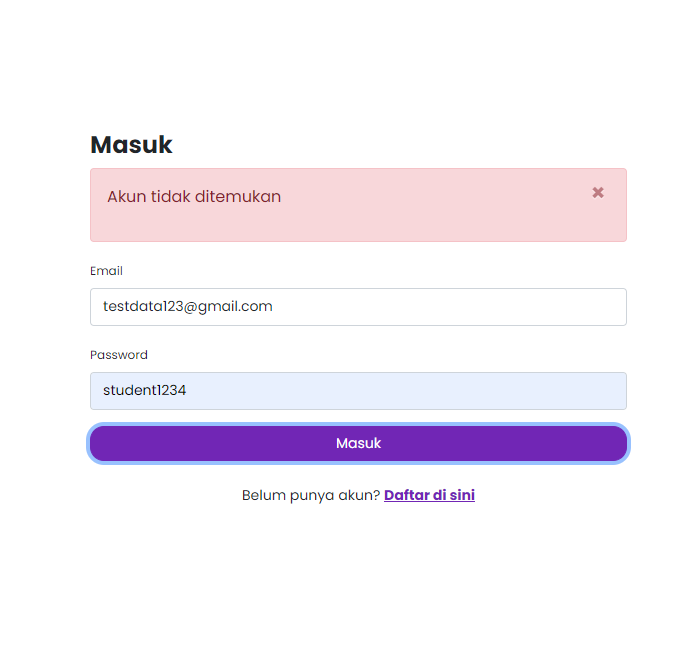 Masuk
Akun tidak ditemukan ✖
Email
testdata123@gmail.com
Password
student1234
Masuk
Belum punya akun? Daftar di sini